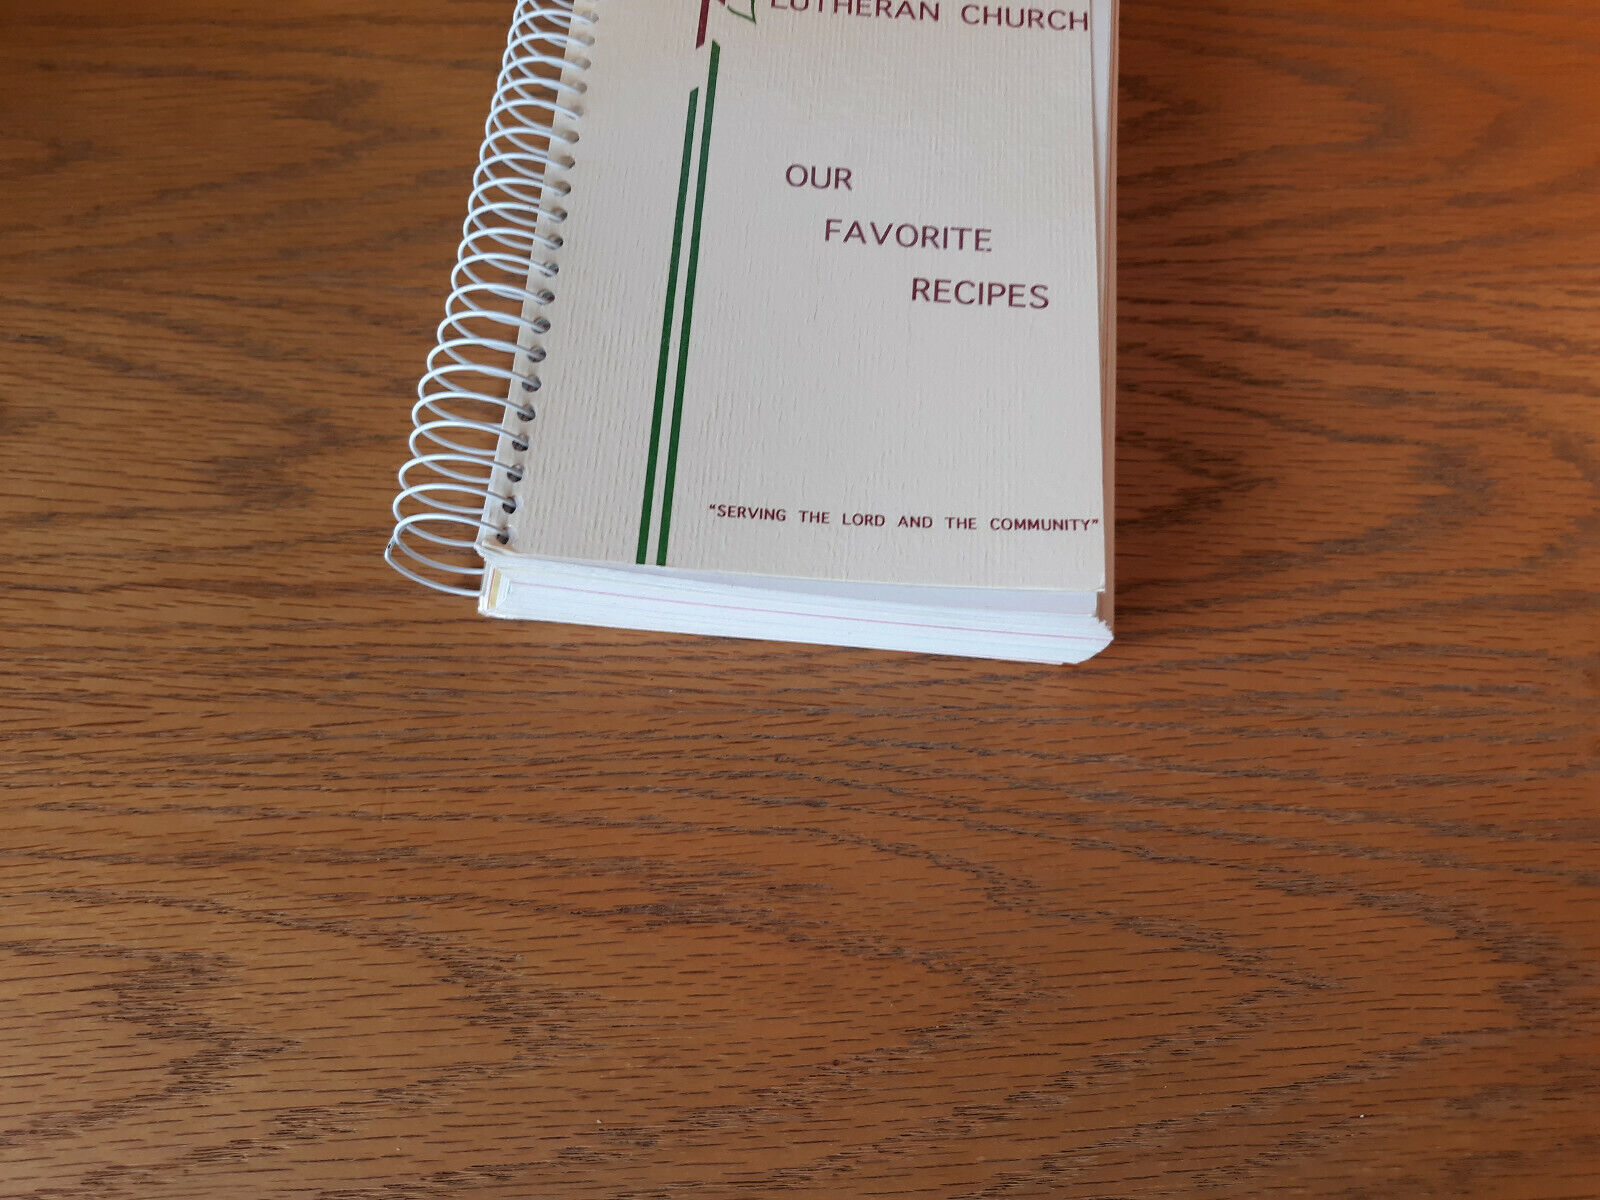 LUTHERAN CHURCH
OUR
FAVORITE
RECIPES
“SERVING THE LORD AND THE COMMUNITY”